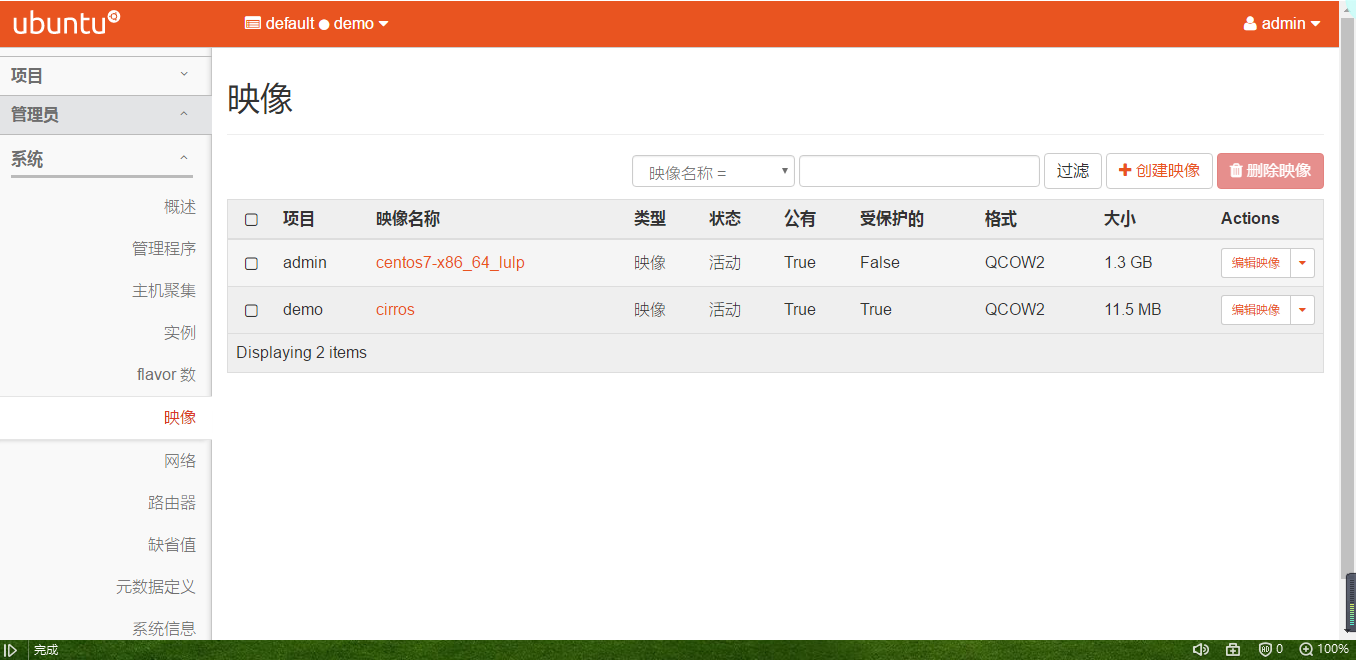 ubuntu
default ● demo
admin
项目
管理员
系统
概述
管理程序
主机聚集
实例
flavor 数
映像
网络
路由器
缺省值
元数据定义
系统信息
映像
映像名称 =
过滤
创建映像
删除映像
项目 映像名称 类型 状态 公有 受保护的 格式 大小 Actions
admin centos7-x86_64_lulp 映像 活动 True False QCOW2 1.3 GB 编辑映像
demo cirros 映像 活动 True True QCOW2 11.5 MB 编辑映像
Displaying 2 items
完成
AD 0
100%